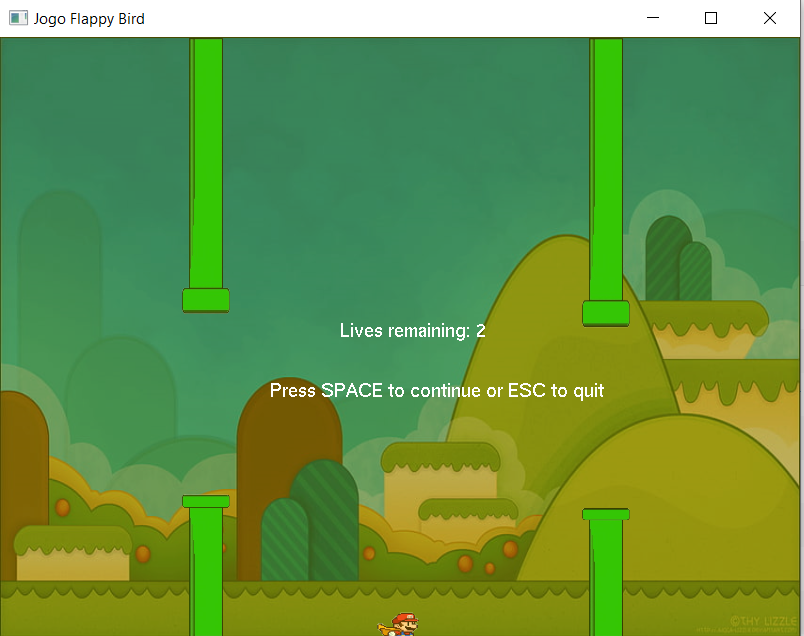 Jogo Flappy Bird
Lives remaining: 2
Press SPACE to continue or ESC to quit
©THY LIZZLE